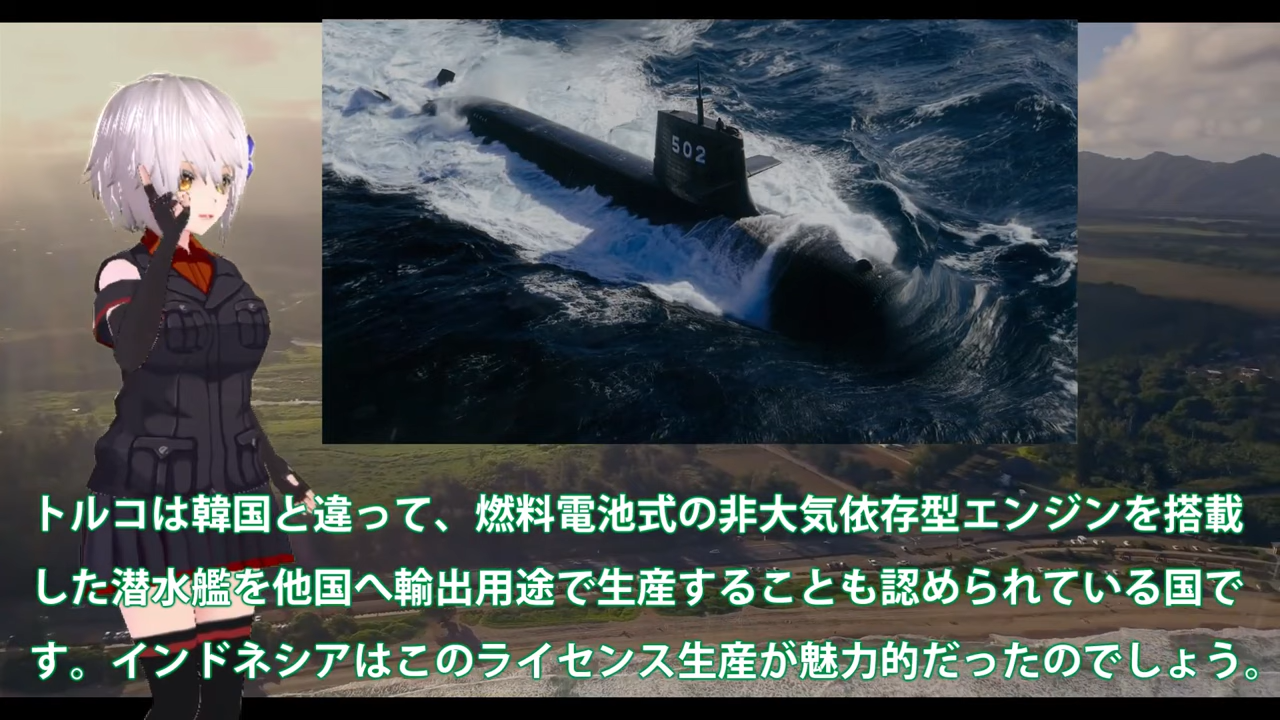 502
トルコは韓国と違って、燃料電池式の非大気依存型エンジンを搭載
した潜水艦を他国へ輸出用途で生産することも認められている国で
す。インドネシアはこのライセンス生産が魅力的だったのでしょう。